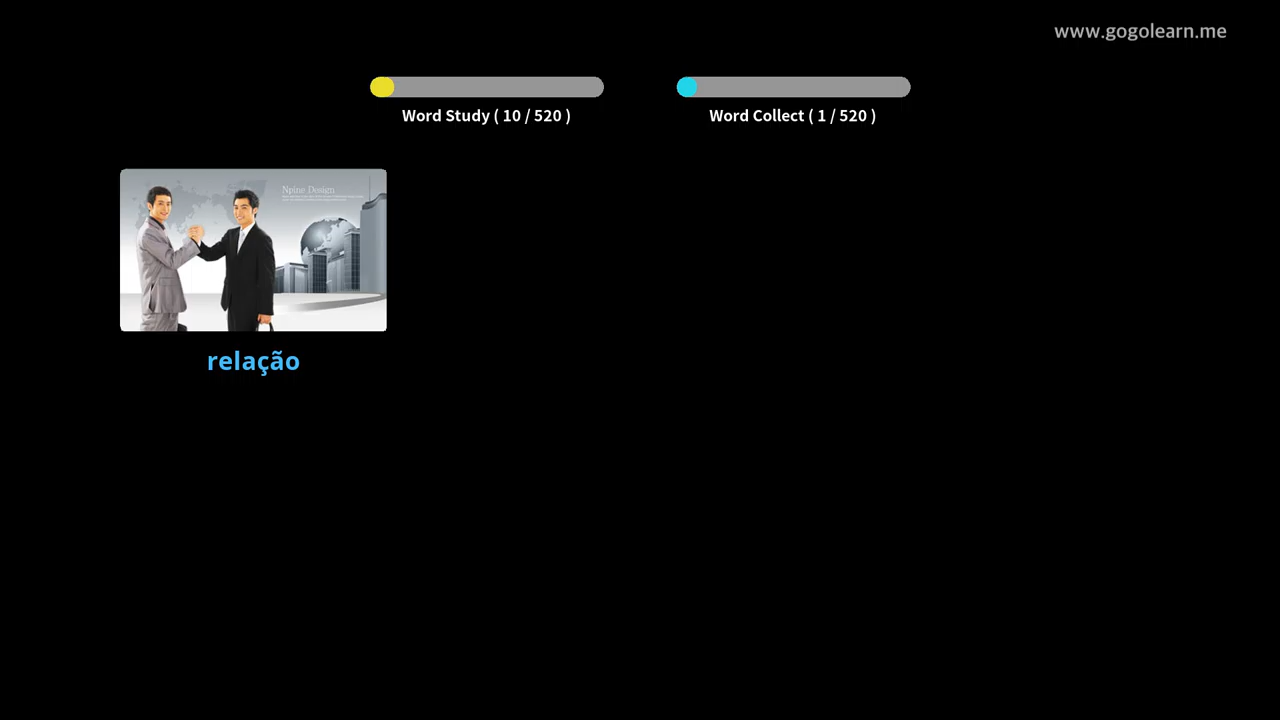 www.gogolearn.me
Word Study ( 10 / 520 )
Word Collect ( 1 / 520 )
Npine Design
relação